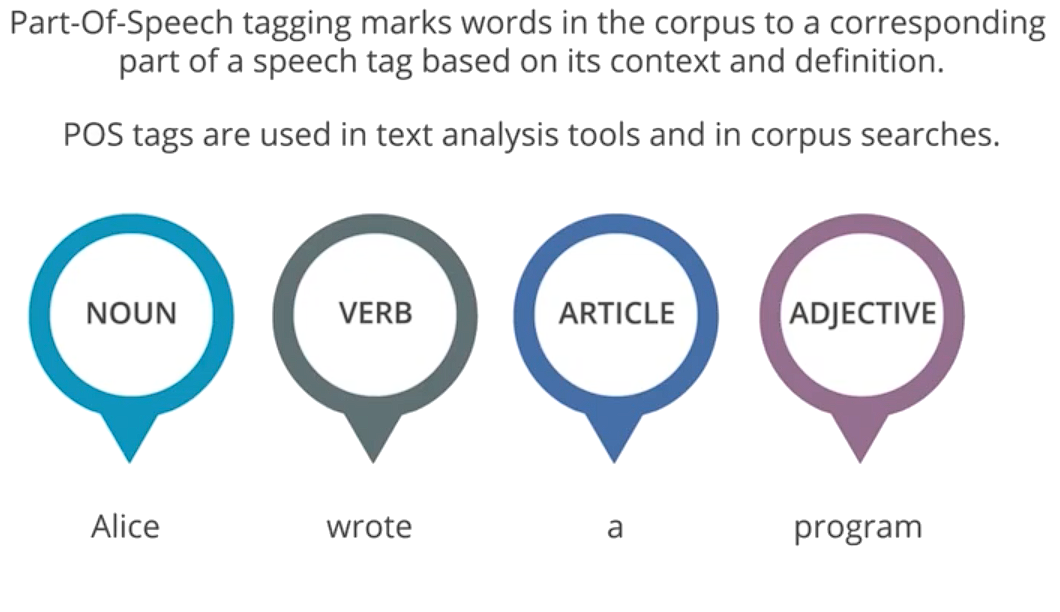 Part-Of-Speech tagging marks words in the corpus to a corresponding
part of a speech tag based on its context and definition.
POS tags are used in text analysis tools and in corpus searches.
NOUN VERB ARTICLE ADJECTIVE
Alice wrote a program